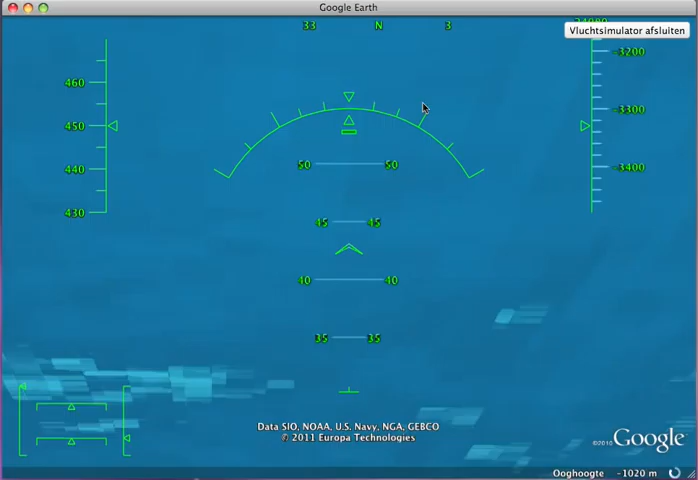 Google Earth
33 N 3
Vluchtsimulator afsluiten
460
450
440
430
-3200
-3300
-3400
50 50
45 45
40 40
35 35
Data SIO, NOAA, U.S. Navy, NGA, GEBCO
© 2011 Europa Technologies
©2010 Google
Ooghoogte -1020 m